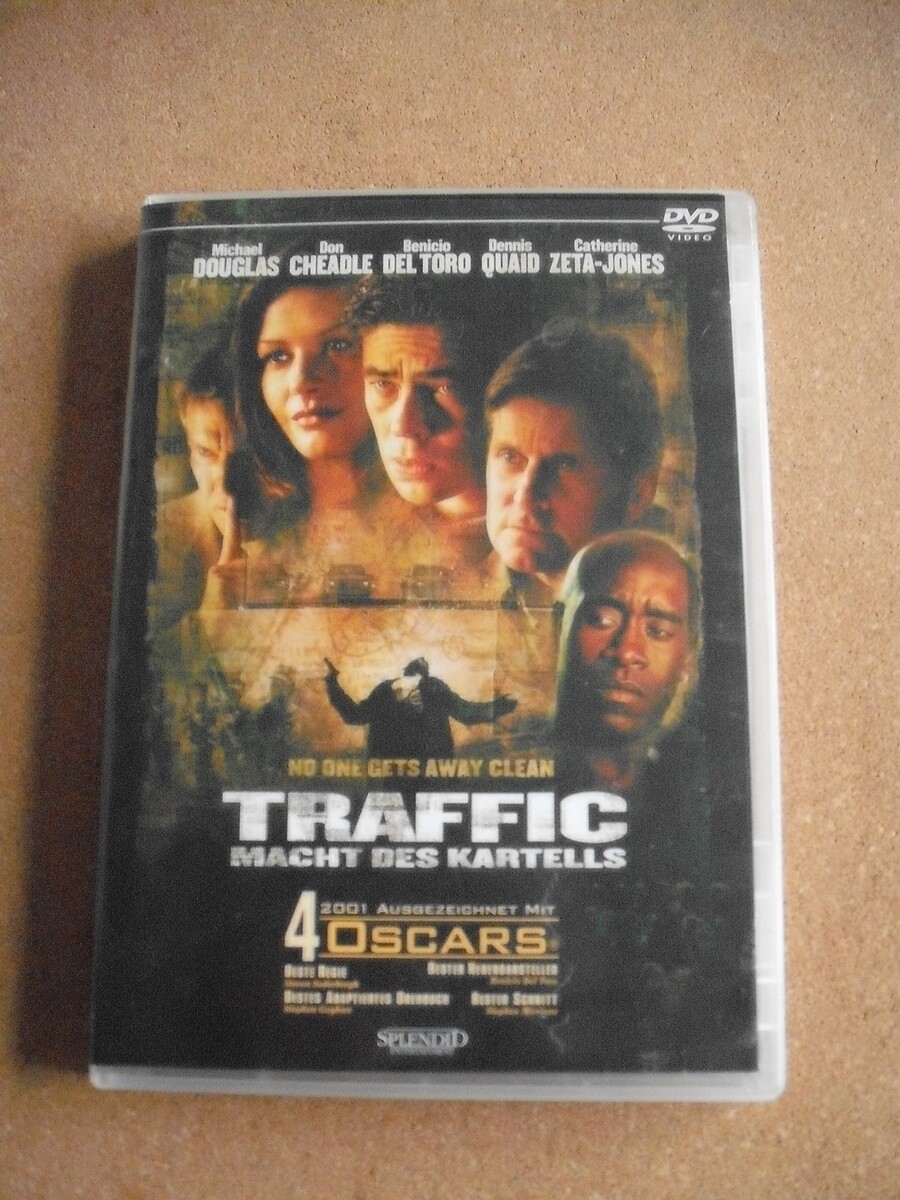 DVD
VIDEO
Michael DOUGLAS Don CHEADLE Benicio DEL TORO Dennis QUAID Catherine ZETA-JONES
NO ONE GETS AWAY CLEAN
TRAFFIC
MACHT DES KARTELLS
4 2001 AUSGEZEICHNET MIT
OSCARS
BESTE REGIE BESTER NEBENDARSTELLER
BESTES ADAPTIERTES DREHBUCH BESTER SCHNITT
SPLENDID
ENTERTAINMENT